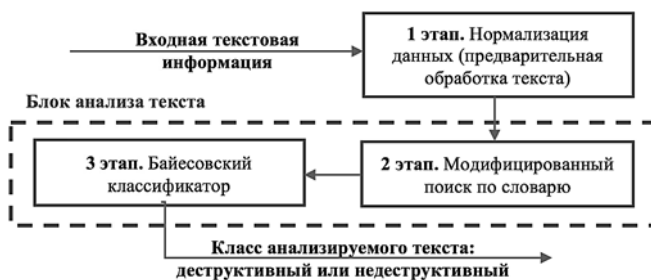 Входная текстовая
информация
1 этап. Нормализация
данных (предварительная
обработка текста)
Блок анализа текста
2 этап. Модифицированный
поиск по словарю
3 этап. Байесовский
классификатор
Класс анализируемого текста:
деструктивный или недеструктивный